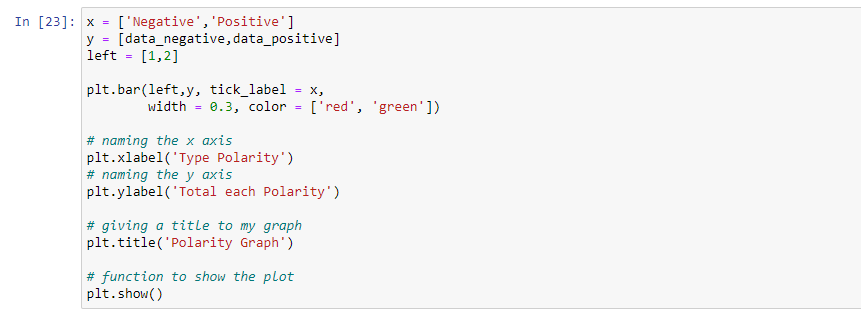 In [23]: x = ['Negative','Positive']
y = [data_negative,data_positive]
left = [1,2]

plt.bar(left,y, tick_label = x,
        width = 0.3, color = ['red', 'green'])

# naming the x axis
plt.xlabel('Type Polarity')
# naming the y axis
plt.ylabel('Total each Polarity')

# giving a title to my graph
plt.title('Polarity Graph')

# function to show the plot
plt.show()